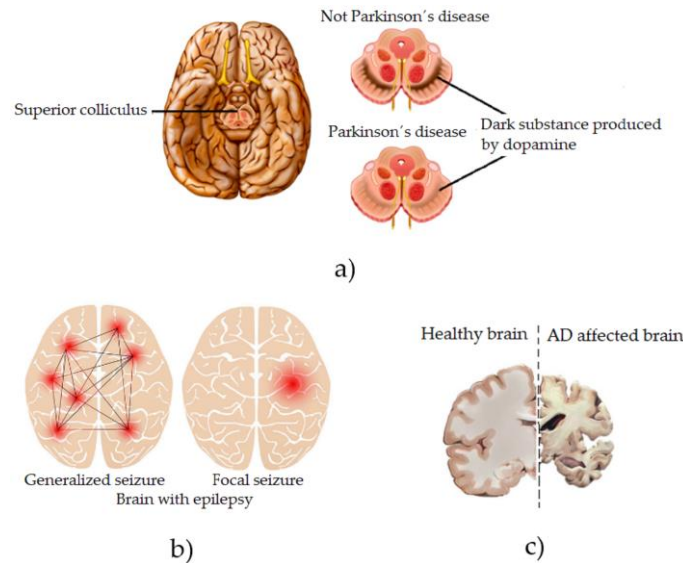 Not Parkinson´s disease
Superior colliculus
Parkinson´s disease
Dark substance produced
by dopamine
a)
Generalized seizure
Focal seizure
Brain with epilepsy
b)
Healthy brain
AD affected brain
c)